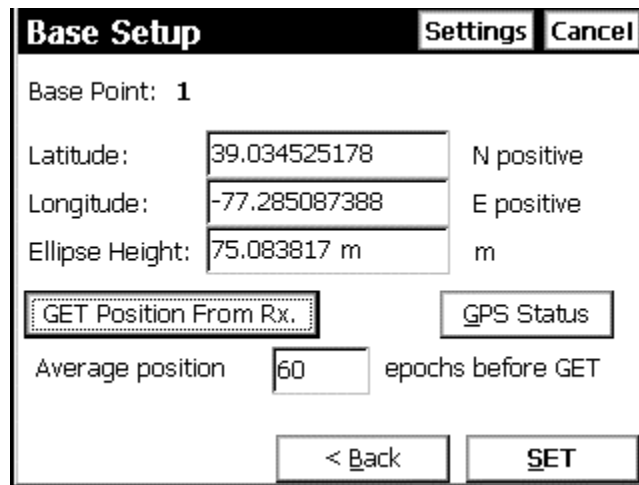 Base Setup Settings Cancel
Base Point: 1
Latitude: 39.034525178 N positive
Longitude: -77.285087388 E positive
Ellipse Height: 75.083817 m m
GET Position From Rx. GPS Status
Average position 60 epochs before GET
< Back SET